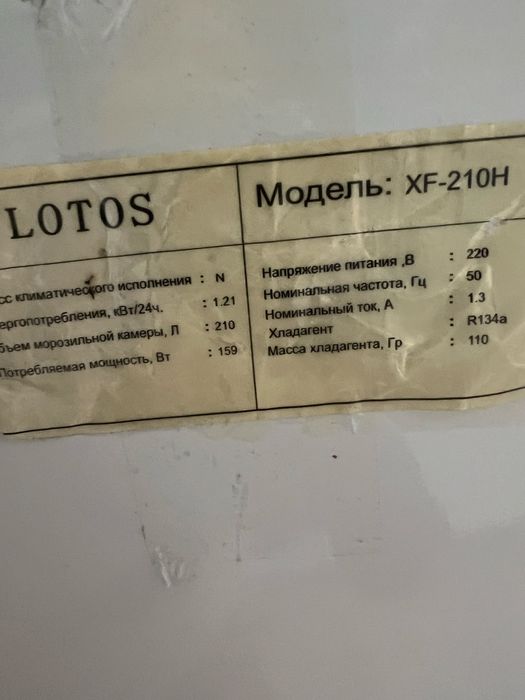 LOTOS
Модель: XF-210H
сс климатического исполнения : N
ергопотребления, кВт/24ч. : 1.21
бъем морозильной камеры, Л : 210
Потребляемая мощность, Вт : 159
Напряжение питания ,В : 220
Номинальная частота, Гц : 50
Номинальный ток, А : 1.3
Хладагент : R134a
Масса хладагента, Гр : 110